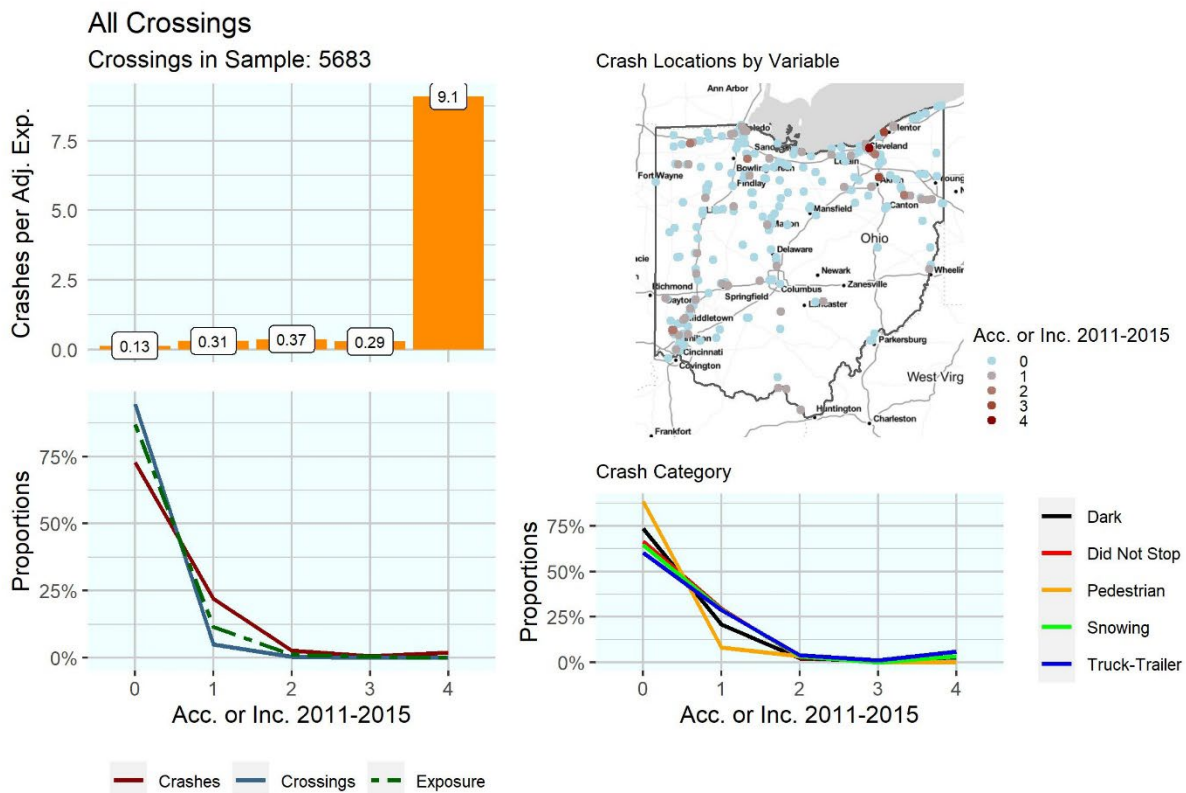 All Crossings
Crossings in Sample: 5683
Crashes per Adj. Exp.
7.5
5.0
2.5
0.0
0.13
0.31
0.37
0.29
9.1
Proportions
75%
50%
25%
0%
0 1 2 3 4
Acc. or Inc. 2011-2015
Crashes Crossings Exposure
Crash Locations by Variable
Ann Arbor
Mentor
Cleveland
Fort Wayne
Findlay
Canton
Mansfield
Ohio
Delaware
Newark
Richmond
Zanesville
Springfield
Columbus
Parkersburg
Cincinnati
Covington
West Virg
Huntington
Charleston
Frankfort
Acc. or Inc. 2011-2015
0
1
2
3
4
Crash Category
Proportions
75%
50%
25%
0%
0 1 2 3 4
Acc. or Inc. 2011-2015
Dark
Did Not Stop
Pedestrian
Snowing
Truck-Trailer